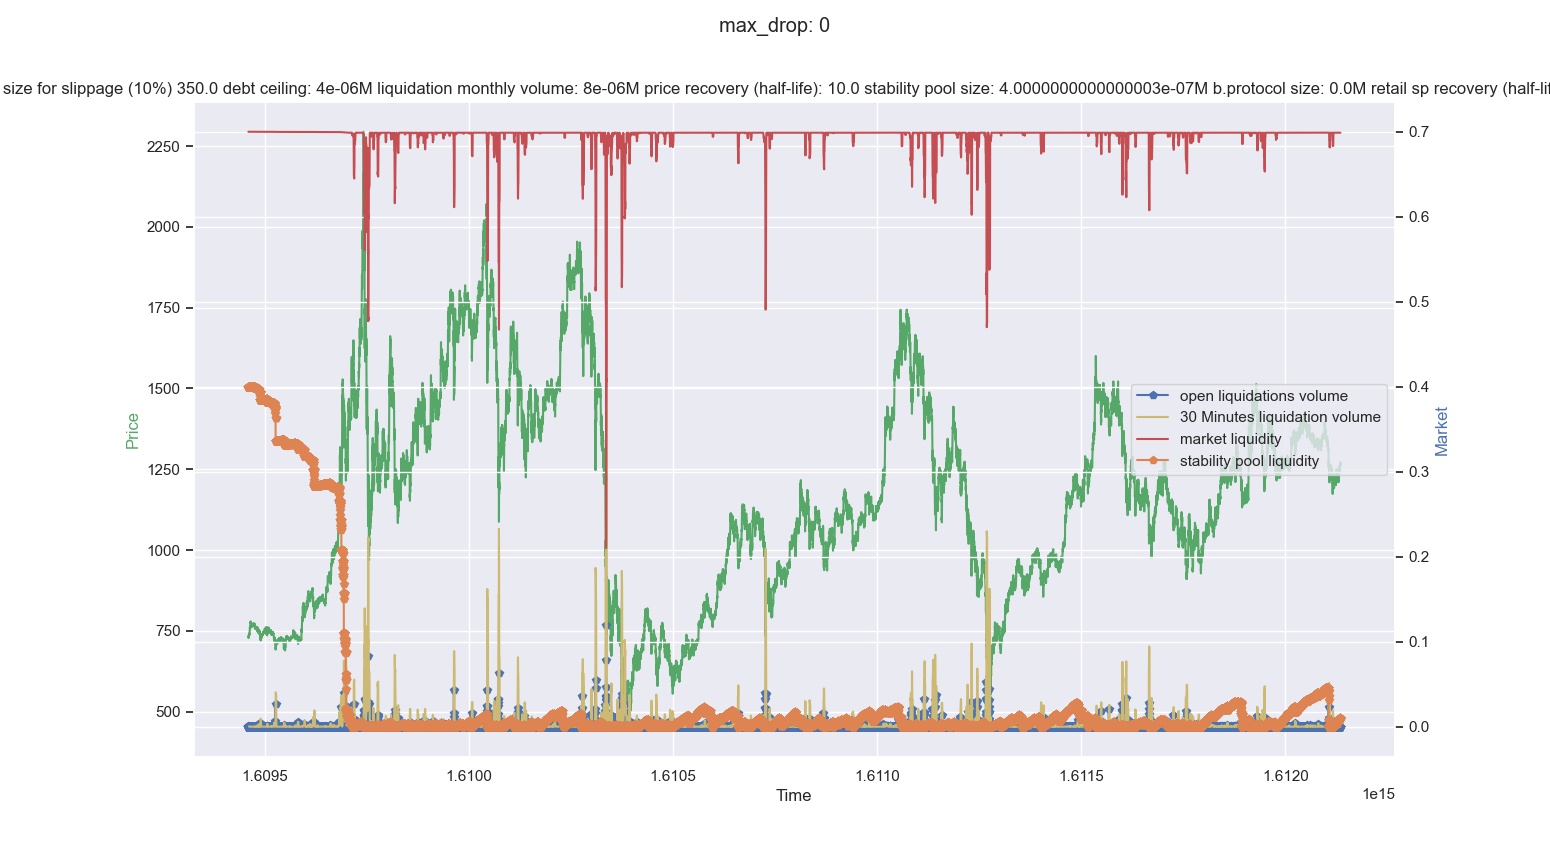 max_drop: 0
size for slippage (10%) 350.0 debt ceiling: 4e-06M liquidation monthly volume: 8e-06M price recovery (half-life): 10.0 stability pool size: 4.0000000000000003e-07M b.protocol size: 0.0M retail sp recovery (half-lif
2250
2000
1750
1500
1250
1000
750
500
Price
0.7
0.6
0.5
0.4
0.3
0.2
0.1
0.0
Market
open liquidations volume
30 Minutes liquidation volume
market liquidity
stability pool liquidity
1.6095 1.6100 1.6105 1.6110 1.6115 1.6120
Time
1e15